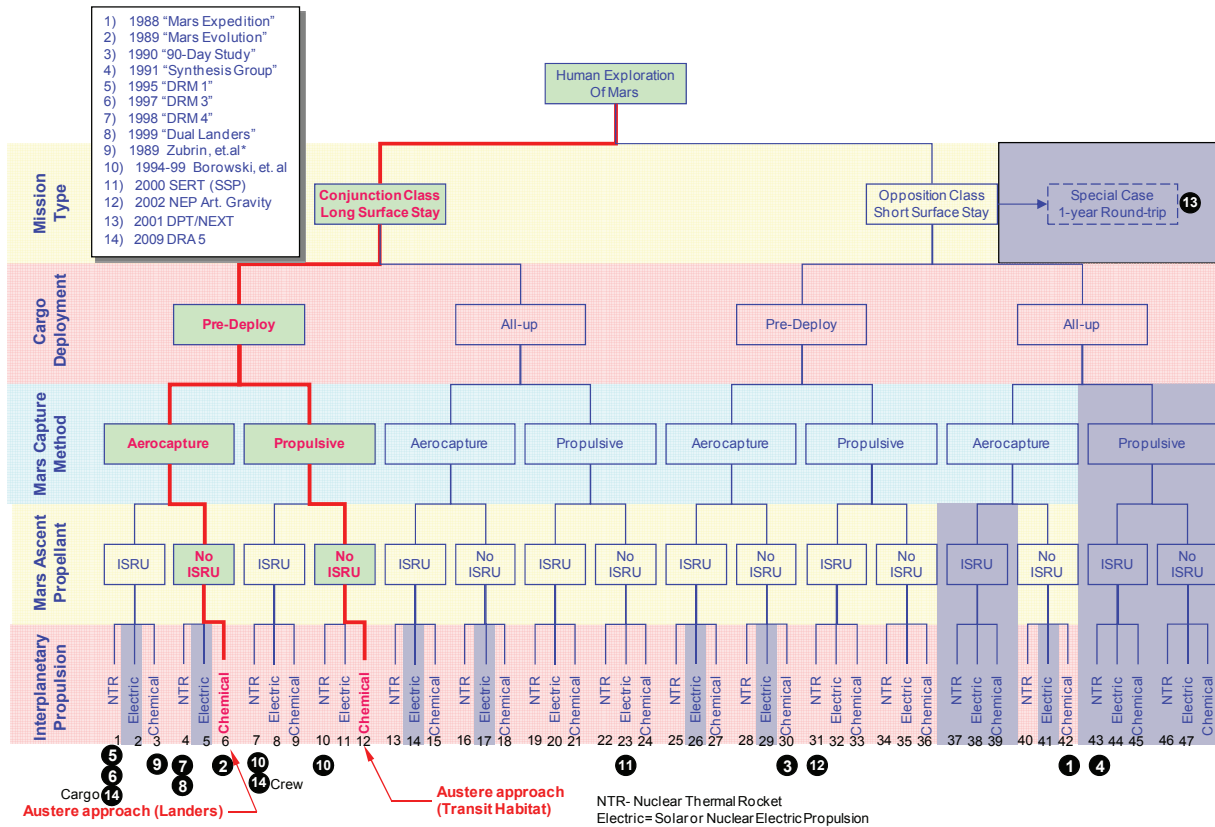 1) 1988 “Mars Expedition”
2) 1989 “Mars Evolution”
3) 1990 “90-Day Study”
4) 1991 “Synthesis Group”
5) 1995 “DRM 1”
6) 1997 “DRM 3”
7) 1998 “DRM 4”
8) 1999 “Dual Landers”
9) 1989 Zubrin, et.al*
10) 1994-99 Borowski, et. al
11) 2000 SERT (SSP)
12) 2002 NEP Art. Gravity
13) 2001 DPT/NEXT
14) 2009 DRA 5
Human Exploration
Of Mars
Mission
Type
Conjunction Class
Long Surface Stay
Opposition Class
Short Surface Stay
Special Case
1-year Round-trip
13
Cargo
Deployment
Pre-Deploy
All-up
Pre-Deploy
All-up
Mars Capture
Method
Aerocapture
Propulsive
Aerocapture
Propulsive
Aerocapture
Propulsive
Aerocapture
Propulsive
Mars Ascent
Propellant
ISRU
No
ISRU
ISRU
No
ISRU
ISRU
No
ISRU
ISRU
No
ISRU
ISRU
No
ISRU
ISRU
No
ISRU
ISRU
No
ISRU
ISRU
No
ISRU
Interplanetary
Propulsion
NTR Electric Chemical NTR Electric Chemical NTR Electric Chemical NTR Electric Chemical NTR Electric Chemical NTR Electric Chemical NTR Electric Chemical NTR Electric Chemical NTR Electric Chemical NTR Electric Chemical NTR Electric Chemical NTR Electric Chemical NTR Electric Chemical NTR Electric Chemical NTR Electric Chemical NTR Electric Chemical
1 2 3 4 5 6 7 8 9 10 11 12 13 14 15 16 17 18 19 20 21 22 23 24 25 26 27 28 29 30 31 32 33 34 35 36 37 38 39 40 41 42 43 44 45 46 47
5 9 7 2 10 10 11 3 12 1 4
6 8 14 Crew
Cargo 14
Austere approach (Landers)
Austere approach
(Transit Habitat)
NTR- Nuclear Thermal Rocket
Electric= Solar or Nuclear Electric Propulsion